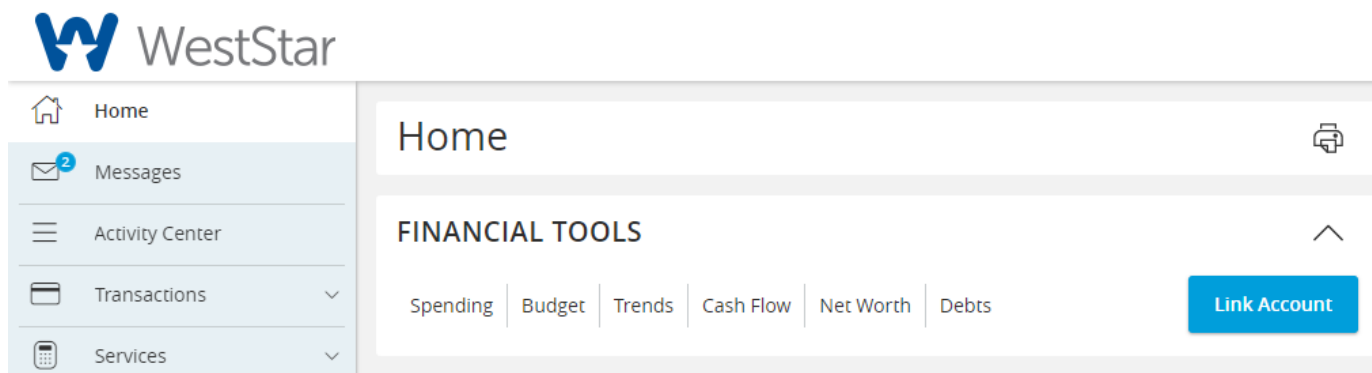 WestStar
Home
2
Messages
Activity Center
Transactions
Services
Home
FINANCIAL TOOLS
Spending Budget Trends Cash Flow Net Worth Debts Link Account